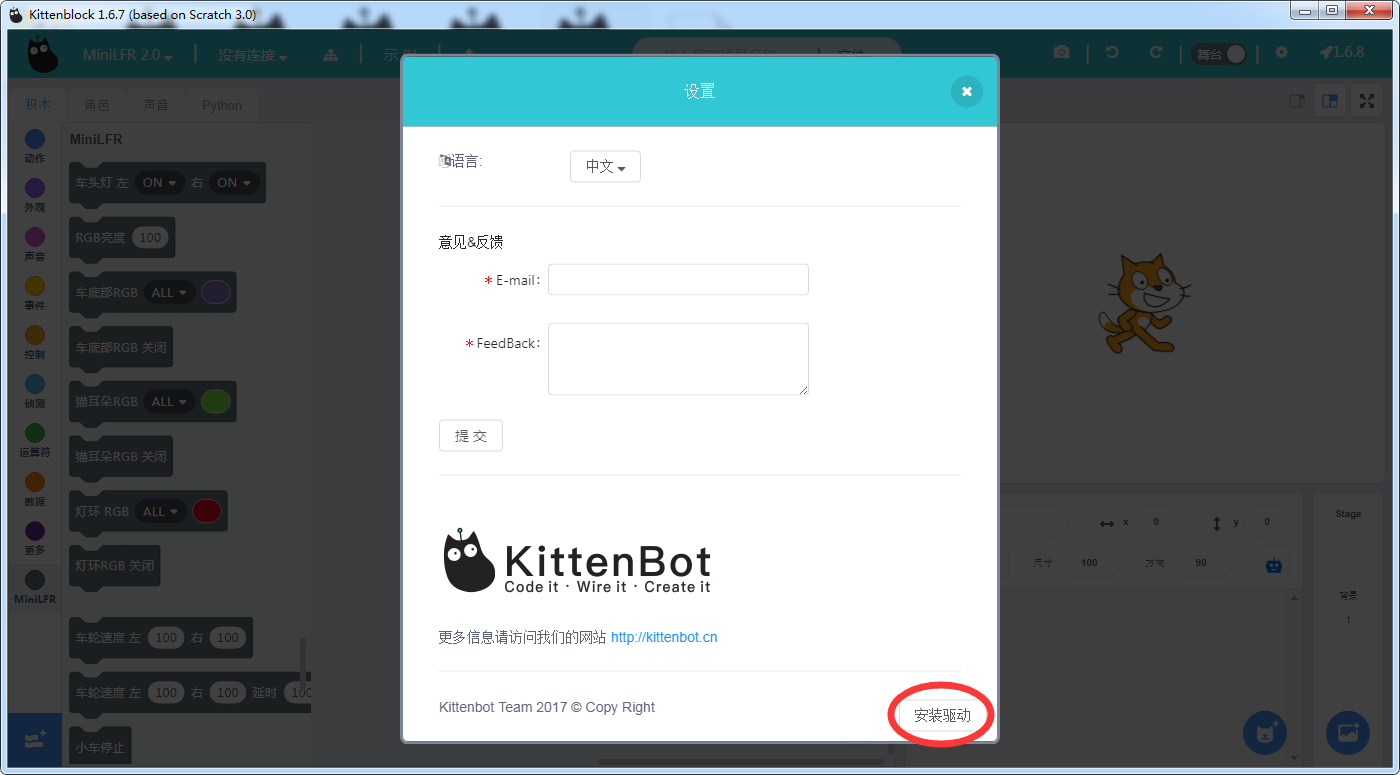 Kittenblock 1.6.7 (based on Scratch 3.0)
MiniLFR 2.0 没有连接 示 例 文件 舞台 1.6.8
设置
积木 角色 声音 Python
MiniLFR
动作
外观
声音
事件
控制
侦测
运算符
数据
更多
MiniLFR
车头灯 左 ON 右 ON
RGB亮度 100
车底部RGB ALL
车底部RGB 关闭
猫耳朵RGB ALL
猫耳朵RGB 关闭
灯环 RGB ALL
灯环RGB 关闭
车轮速度 左 100 右 100
车轮速度 左 100 右 100 延时 100
小车停止
语言: 中文
意见&反馈
* E-mail:
* FeedBack:
提 交
KittenBot
Code it · Wire it · Create it
更多信息请访问我们的网站 http://kittenbot.cn
Kittenbot Team 2017 © Copy Right
安装驱动
x 0 y 0
尺寸 100 方向 90
Stage
背景
1